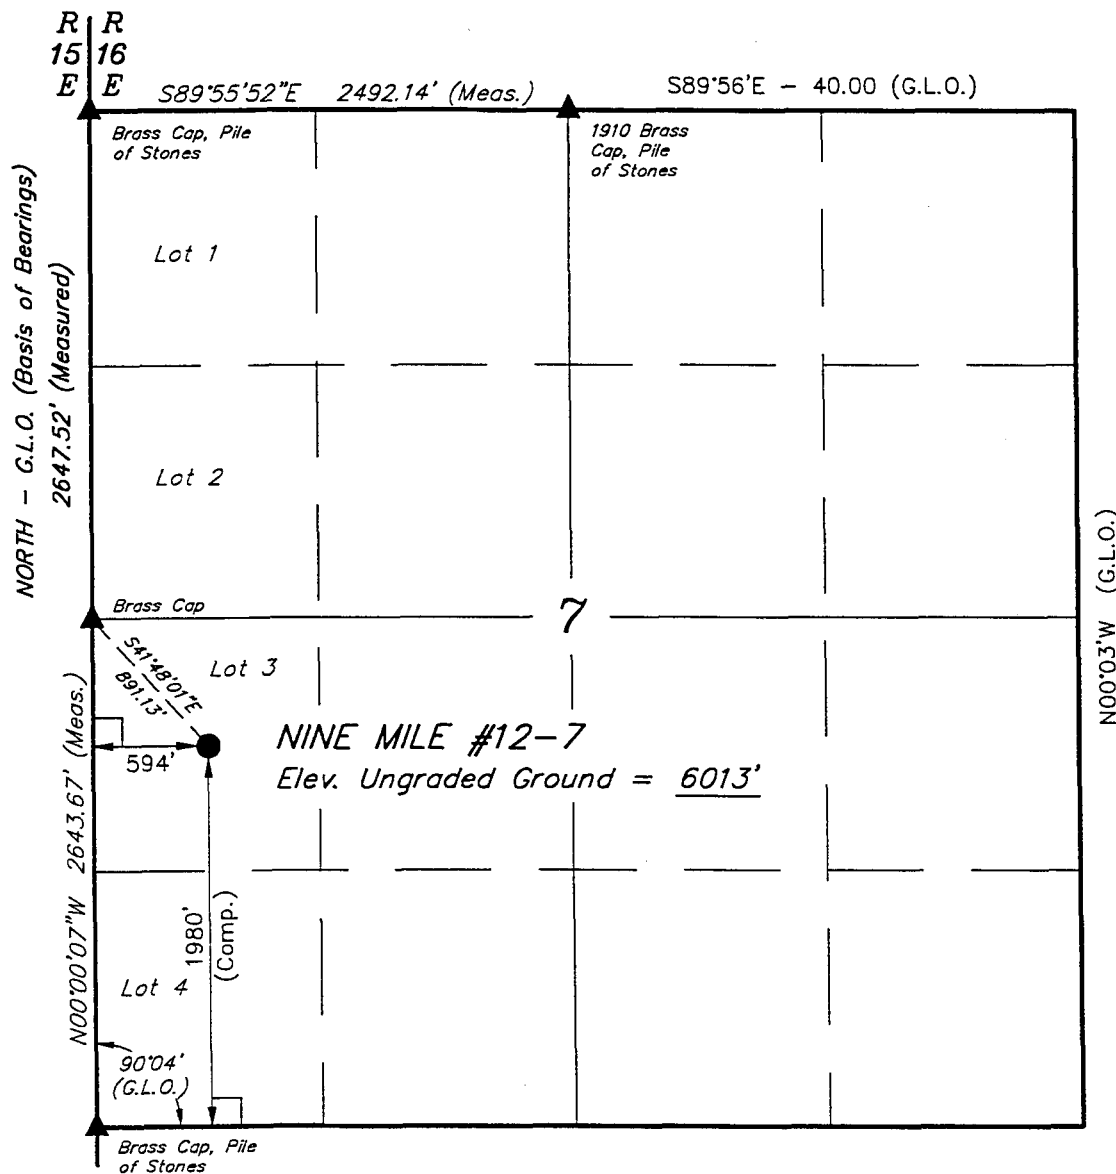 R R
15 16
E E
S89°55'52"E 2492.14' (Meas.)
S89°56'E - 40.00 (G.L.O.)
Brass Cap, Pile
of Stones
1910 Brass
Cap, Pile
of Stones
NORTH - G.L.O. (Basis of Bearings)
2647.52' (Measured)
Lot 1
Lot 2
Brass Cap
7
N00°03'W (G.L.O.)
S41°48'01"E
891.13'
Lot 3
594'
NINE MILE #12-7
Elev. Ungraded Ground = 6013'
N00°00'07"W 2643.67' (Meas.)
1980'
(Comp.)
Lot 4
90°04'
(G.L.O.)
Brass Cap, Pile
of Stones